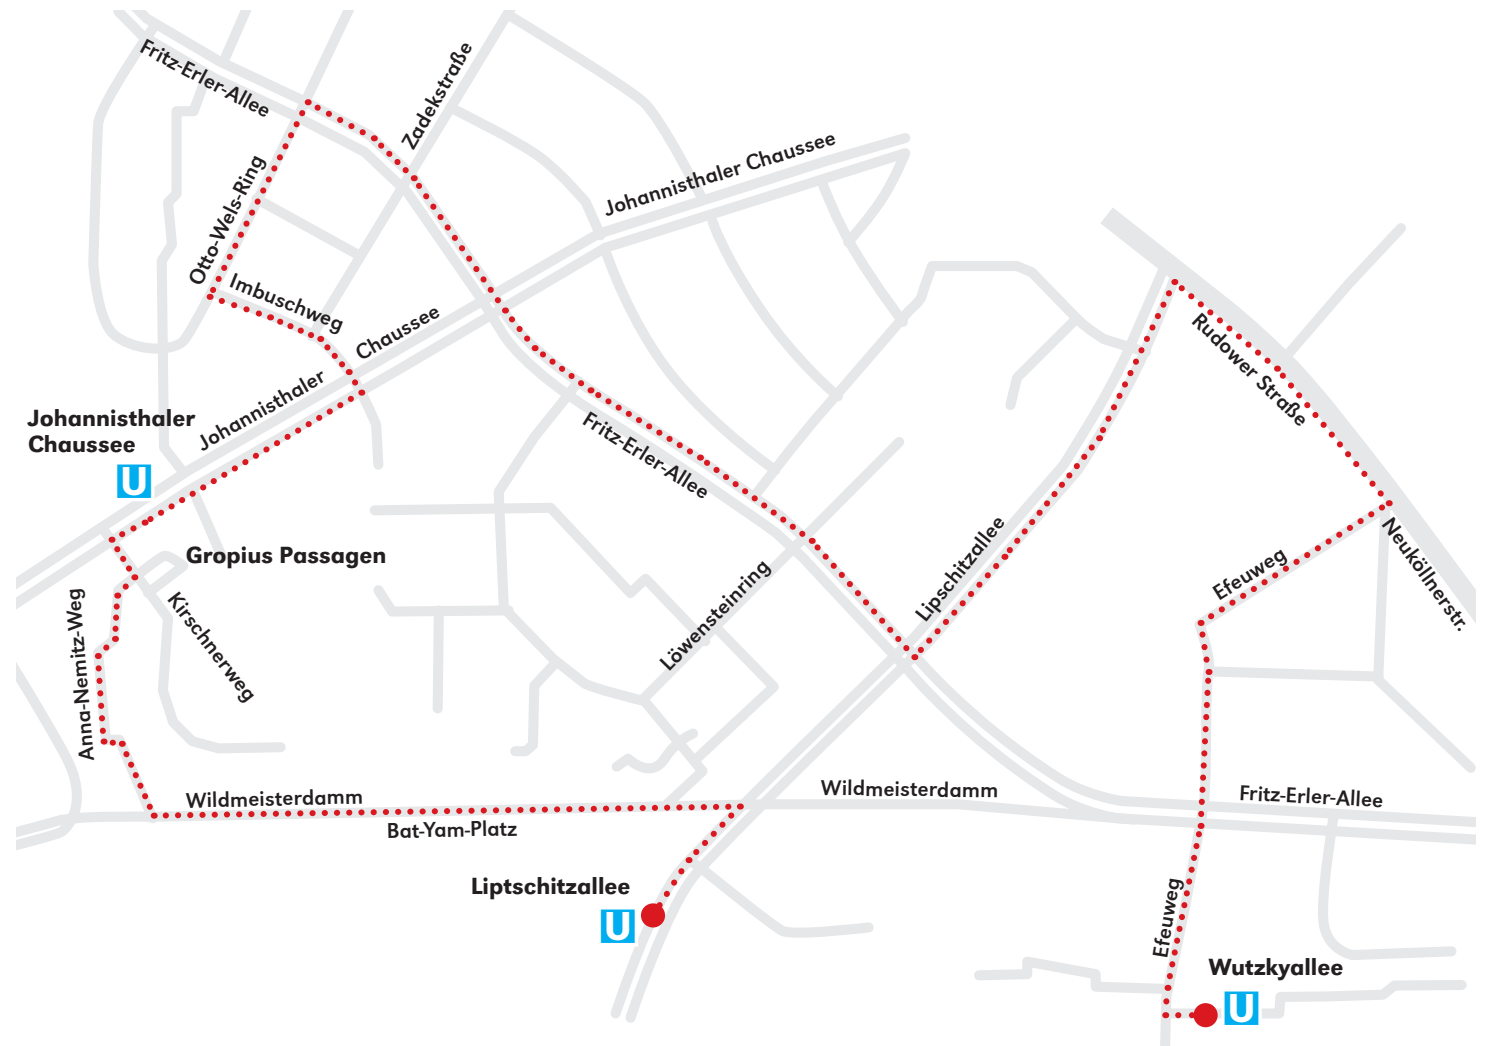 Fritz-Erler-Allee
Zadekstraße
Johannisthaler Chaussee
Otto-Wels-Ring
Imbuschweg
Chaussee
Johannisthaler
Rudower Straße
Johannisthaler
Chaussee
U
Fritz-Erler-Allee
Gropius Passagen
Lipschitzallee
Efeuweg
Neuköllnerstr.
Löwensteinring
Kirschnerweg
Anna-Nemitz-Weg
Wildmeisterdamm
Wildmeisterdamm
Fritz-Erler-Allee
Bat-Yam-Platz
Liptschitzallee
U
Efeuweg
Wutzkyallee
U